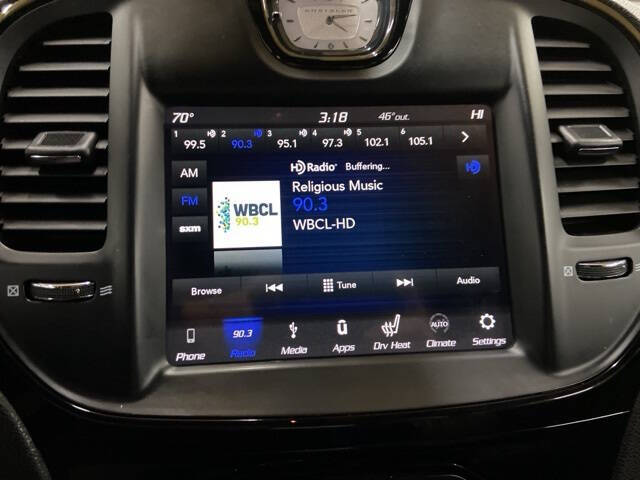 CHRYSLER
70° 3:18 46°out. HI
1 2 3 4 5 6
99.5 90.3 95.1 97.3 102.1 105.1
AM HD Radio Buffering... HD
Religious Music
FM WBCL 90.3
90.3
sxm WBCL-HD
Browse Tune Audio
90.3 AUTO
Phone Radio Media Apps Drv Heat Climate Settings